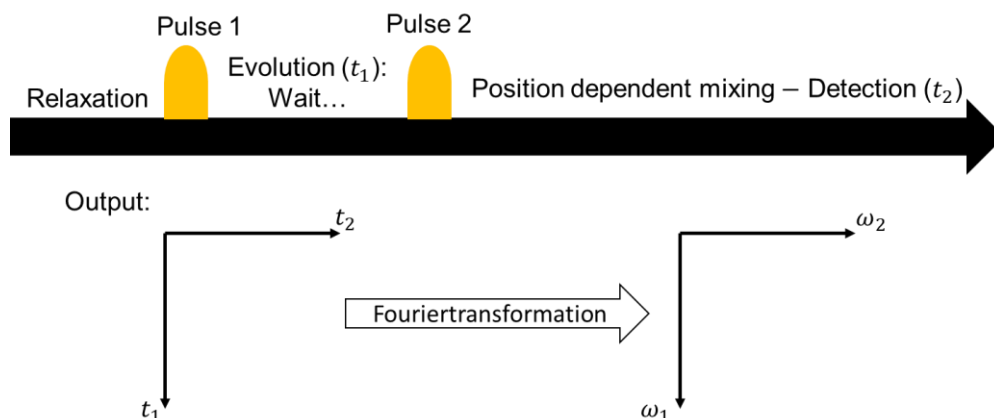 Pulse 1
Pulse 2
Evolution (t₁):
Wait…
Relaxation
Position dependent mixing – Detection (t₂)
Output:
t₂
ω₂
Fouriertransformation
t₁
ω₁